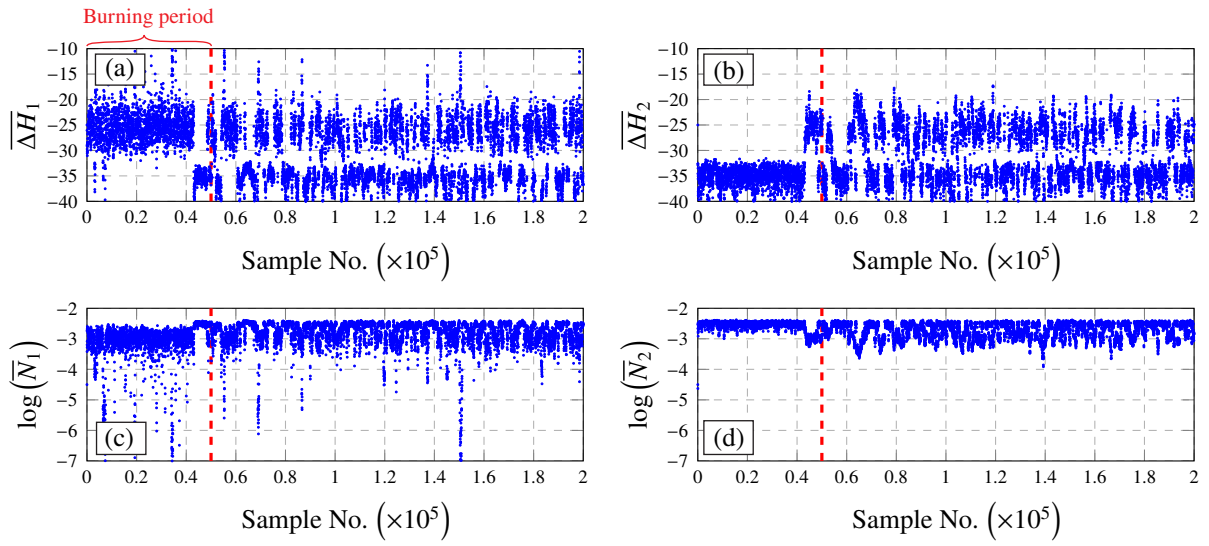 Burning period
−10
−15
−20
−25
−30
−35
−40
(a)
ΔH̅₁
0 0.2 0.4 0.6 0.8 1 1.2 1.4 1.6 1.8 2
Sample No. (×10⁵)
−10
−15
−20
−25
−30
−35
−40
(b)
ΔH̅₂
0 0.2 0.4 0.6 0.8 1 1.2 1.4 1.6 1.8 2
Sample No. (×10⁵)
−2
−3
−4
−5
−6
−7
(c)
log(N̅₁)
0 0.2 0.4 0.6 0.8 1 1.2 1.4 1.6 1.8 2
Sample No. (×10⁵)
−2
−3
−4
−5
−6
−7
(d)
log(N̅₂)
0 0.2 0.4 0.6 0.8 1 1.2 1.4 1.6 1.8 2
Sample No. (×10⁵)